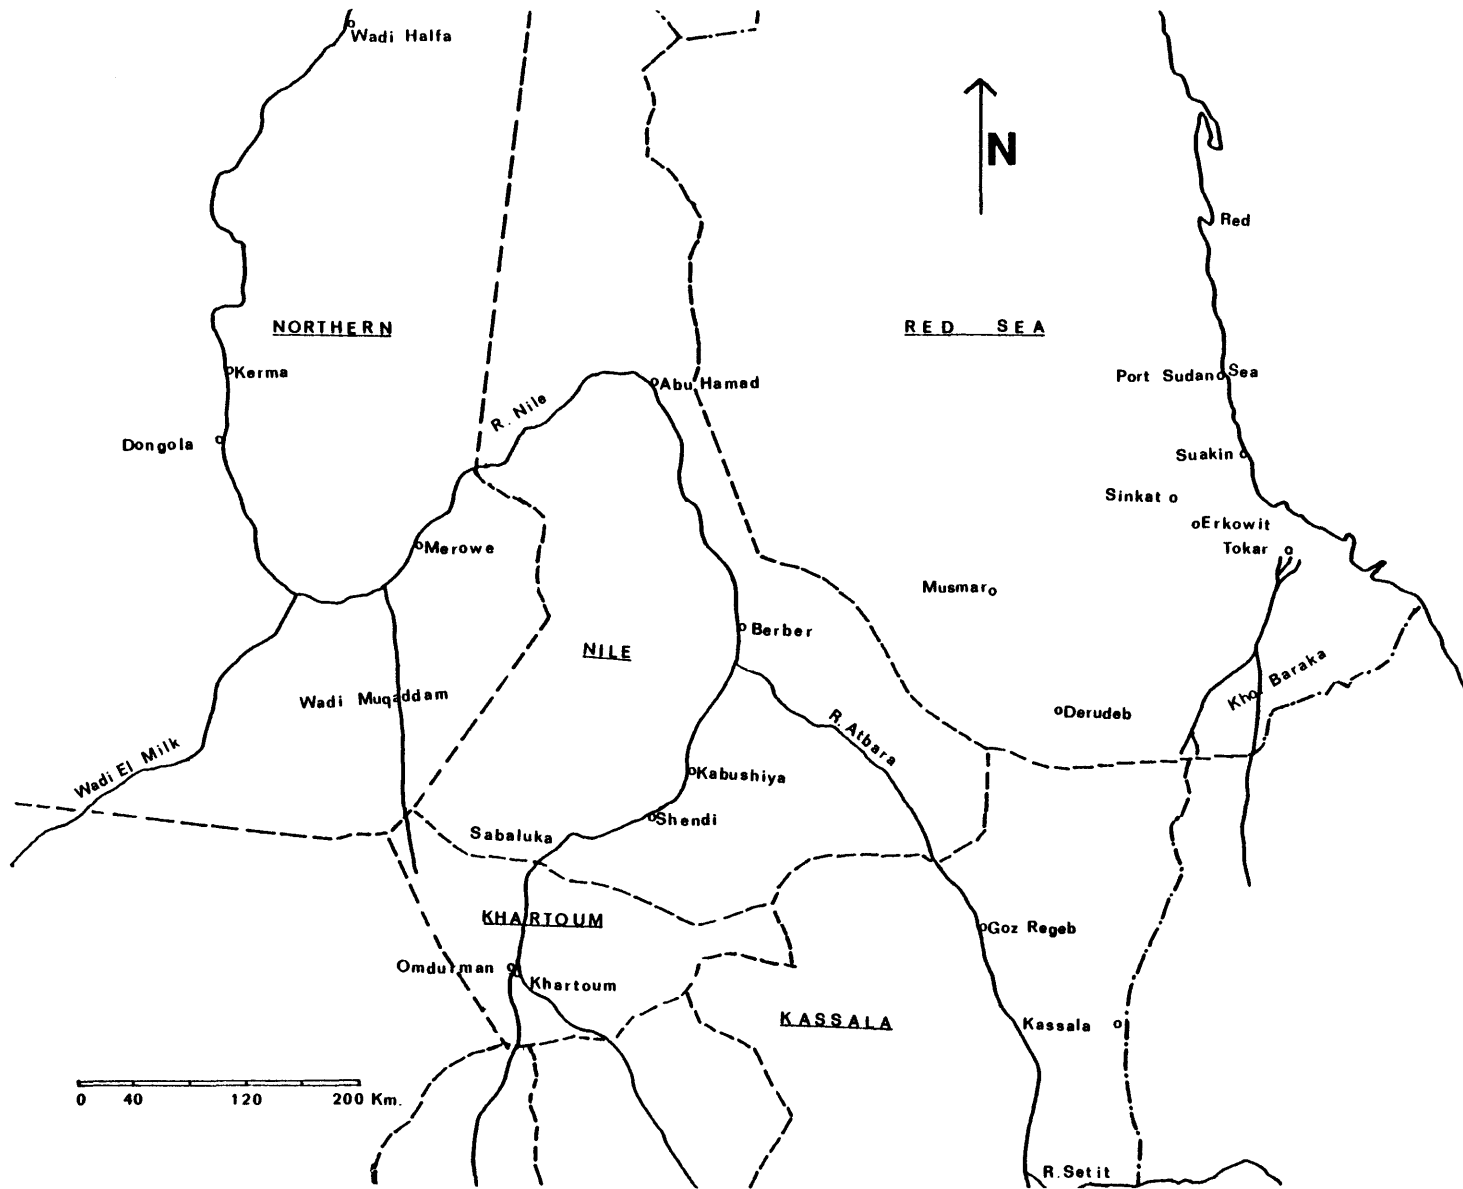 Wadi Halfa
N
Red
NORTHERN
RED SEA
Kerma
Port Sudan
Sea
Abu Hamad
R. Nile
Dongola
Suakin
Sinkat
Erkowit
Merowe
Tokar
Musmar
Berber
NILE
Kho. Baraka
Wadi Muqaddam
Derudeb
R. Atbara
Wadi El Milk
Kabushiya
Shendi
Sabaluka
KHARTOUM
Goz Regeb
Omdurman
Khartoum
KASSALA
Kassala
0 40 120 200 Km.
R. Setit